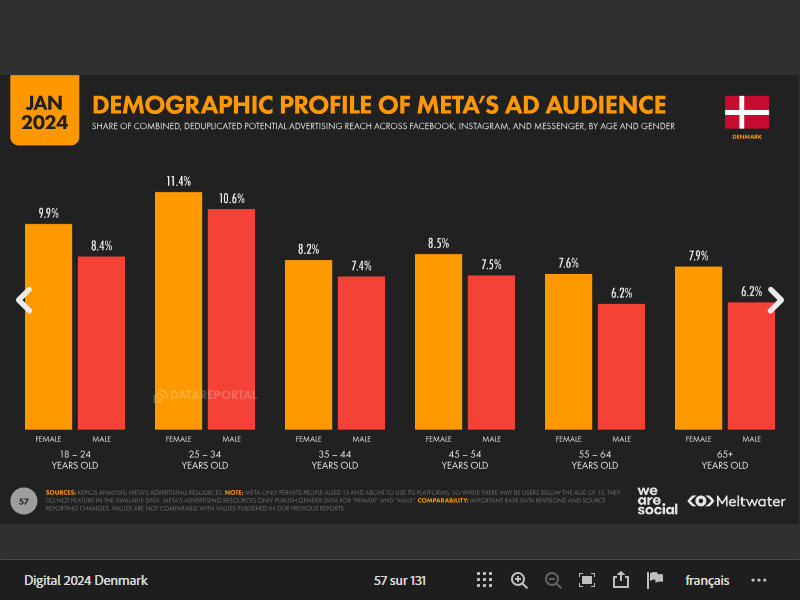 JAN
2024
DEMOGRAPHIC PROFILE OF META'S AD AUDIENCE
SHARE OF COMBINED, DEDUPLICATED POTENTIAL ADVERTISING REACH ACROSS FACEBOOK, INSTAGRAM, AND MESSENGER, BY AGE AND GENDER
DENMARK
9.9%
8.4%
11.4%
10.6%
8.2%
7.4%
8.5%
7.5%
7.6%
6.2%
7.9%
6.2%
DATAREPORTAL
FEMALE MALE FEMALE MALE FEMALE MALE FEMALE MALE FEMALE MALE FEMALE MALE
18 – 24 25 – 34 35 – 44 45 – 54 55 – 64 65+
YEARS OLD YEARS OLD YEARS OLD YEARS OLD YEARS OLD YEARS OLD
57
SOURCES: KEPIOS ANALYSIS; META'S ADVERTISING RESOURCES. NOTE: META ONLY PERMITS PEOPLE AGED 13 AND ABOVE TO USE ITS PLATFORMS, SO WHILE THERE MAY BE USERS BELOW THE AGE OF 13, THEY
DO NOT FEATURE IN THE AVAILABLE DATA. META'S ADVERTISING RESOURCES ONLY PUBLISH GENDER DATA FOR "FEMALE" AND "MALE". COMPARABILITY: IMPORTANT BASE DATA REVISIONS AND SOURCE
REPORTING CHANGES. VALUES ARE NOT COMPARABLE WITH VALUES PUBLISHED IN OUR PREVIOUS REPORTS.
we
are.
social
Meltwater
Digital 2024 Denmark
57 sur 131
français